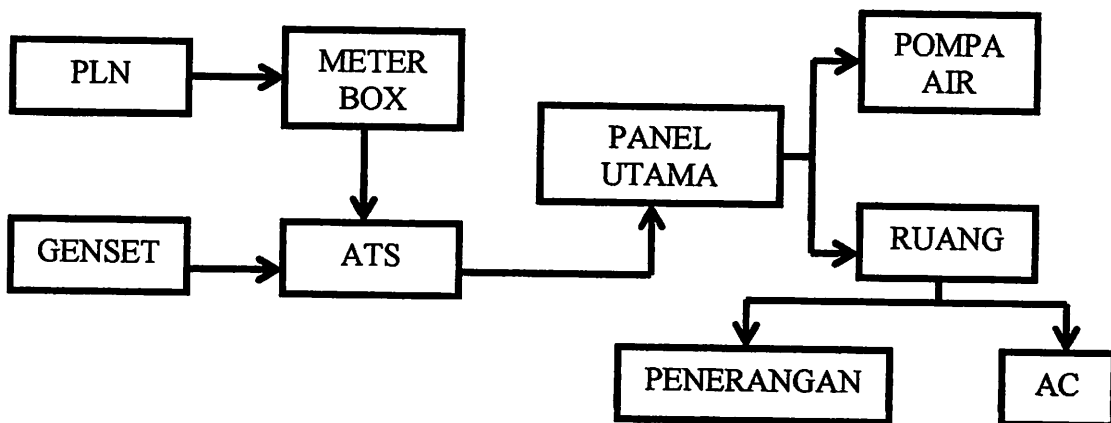 PLN
METER
BOX
GENSET
ATS
PANEL
UTAMA
POMPA
AIR
RUANG
PENERANGAN
AC